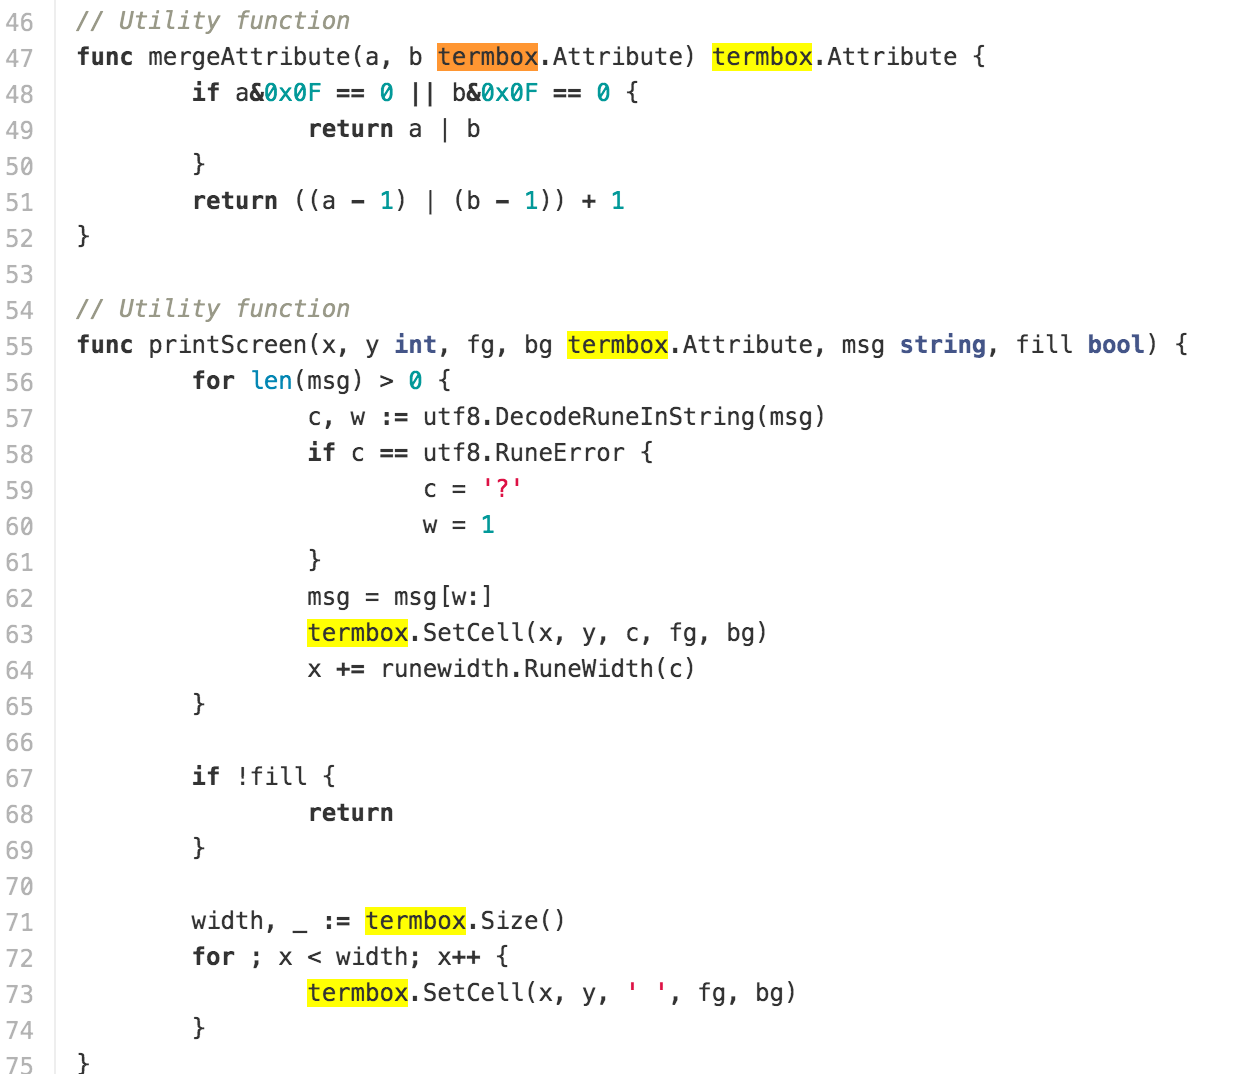 46 // Utility function
47 func mergeAttribute(a, b termbox.Attribute) termbox.Attribute {
48 if a&0x0F == 0 || b&0x0F == 0 {
49 return a | b
50 }
51 return ((a - 1) | (b - 1)) + 1
52 }
53
54 // Utility function
55 func printScreen(x, y int, fg, bg termbox.Attribute, msg string, fill bool) {
56 for len(msg) > 0 {
57 c, w := utf8.DecodeRuneInString(msg)
58 if c == utf8.RuneError {
59 c = '?'
60 w = 1
61 }
62 msg = msg[w:]
63 termbox.SetCell(x, y, c, fg, bg)
64 x += runewidth.RuneWidth(c)
65 }
66
67 if !fill {
68 return
69 }
70
71 width, _ := termbox.Size()
72 for ; x < width; x++ {
73 termbox.SetCell(x, y, ' ', fg, bg)
74 }
75 }